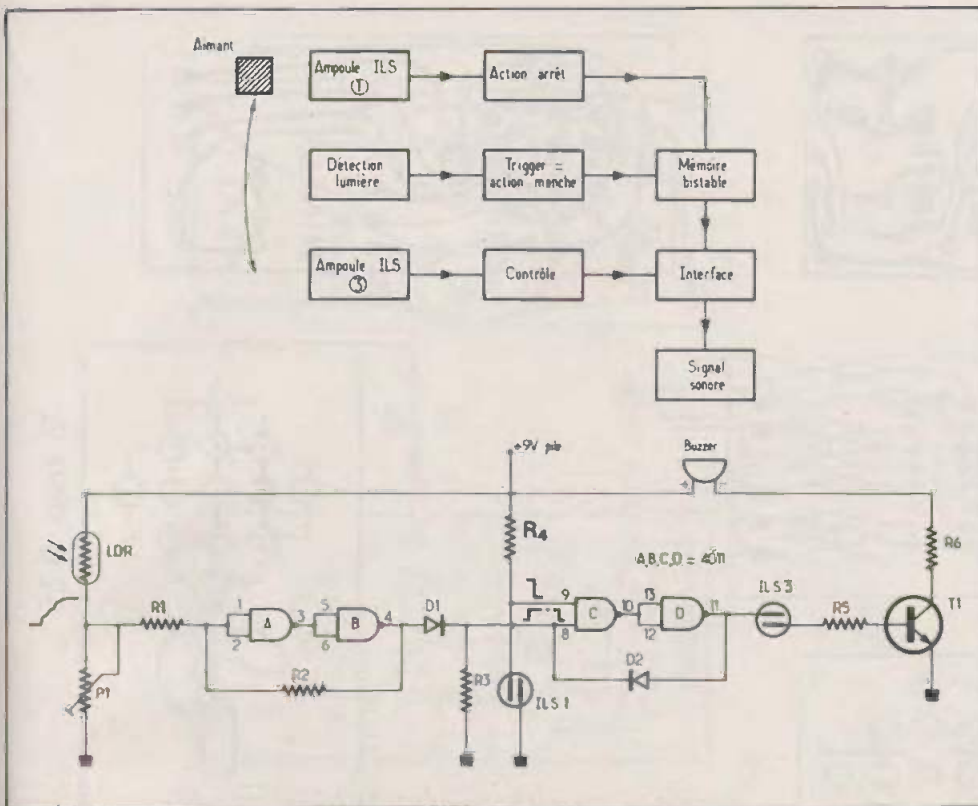 Aimant
Ampoule ILS
①
Action arrêt
Détection
lumière
Trigger =
action manche
Mémoire
bistable
Ampoule ILS
③
Contrôle
Interface
Signal
sonore
+9V pile
Buzzer
LDR
R4
R6
A,B,C,D = 4011
R1
1
2
A
3
5
6
B
4
D1
9
8
C
10
13
12
D
11
ILS 3
R5
T1
P1
R2
R3
ILS 1
D2